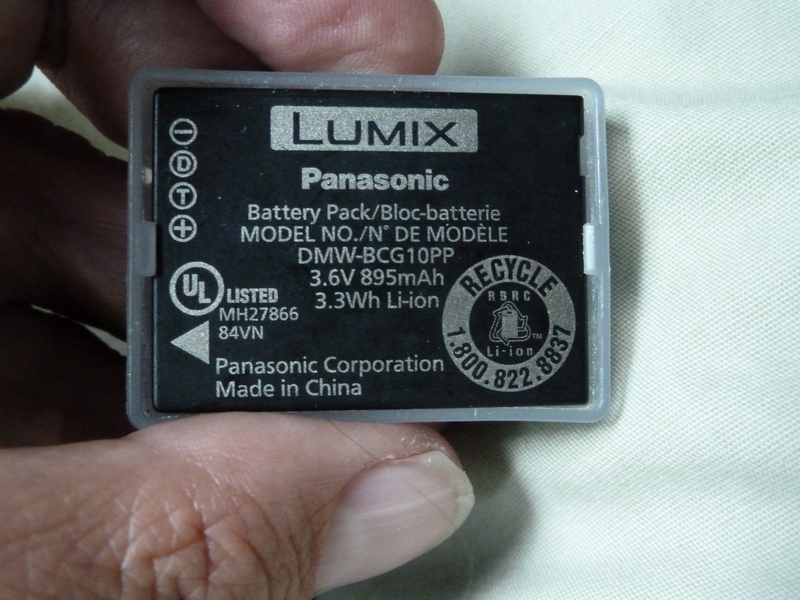 LUMIX
Panasonic
Battery Pack/Bloc-batterie
MODEL NO./N° DE MODÈLE
DMW-BCG10PP
3.6V 895mAh
3.3Wh Li-ion
− D T +
UL LISTED
MH27866
84VN
Panasonic Corporation
Made in China
RECYCLE
RBRC
TM
Li-ion
1.800.822.8837